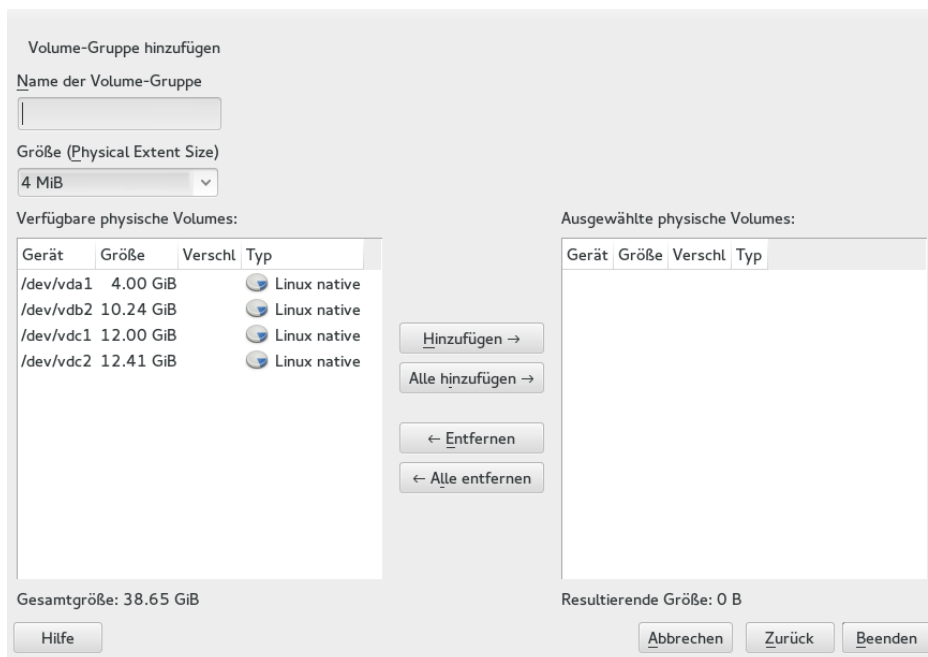 Volume-Gruppe hinzufügen
Name der Volume-Gruppe
Größe (Physical Extent Size)
4 MiB
Verfügbare physische Volumes:
Gerät Größe Verschl Typ
/dev/vda1 4.00 GiB Linux native
/dev/vdb2 10.24 GiB Linux native
/dev/vdc1 12.00 GiB Linux native
/dev/vdc2 12.41 GiB Linux native
Gesamtgröße: 38.65 GiB
Hinzufügen →
Alle hinzufügen →
← Entfernen
← Alle entfernen
Ausgewählte physische Volumes:
Gerät Größe Verschl Typ
Resultierende Größe: 0 B
Hilfe
Abbrechen
Zurück
Beenden